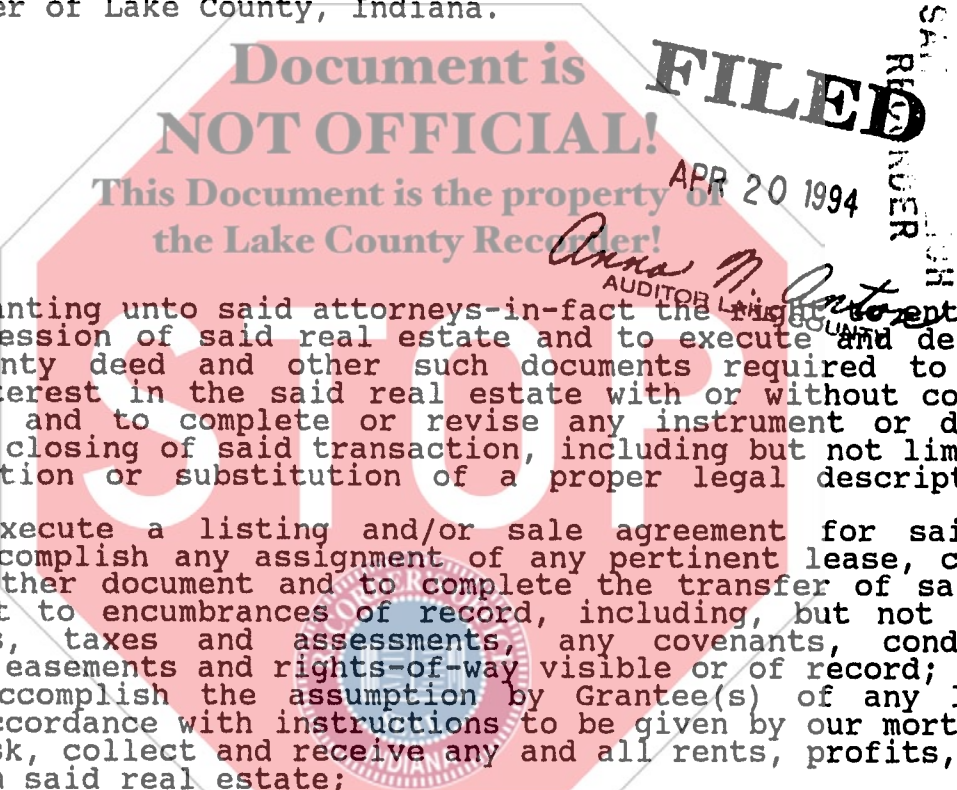 er of Lake County, Indiana.
Document is
NOT OFFICIAL!
This Document is the property of
the Lake County Recorder!
FILED
APR 20 1994
Anna N. Anton
AUDITOR LAKE COUNTY
RECORDER
STOP
anting unto said attorneys-in-fact the right to ent
ession of said real estate and to execute and de
nty deed and other such documents required to
terest in the said real estate with or without co
and to complete or revise any instrument or d
closing of said transaction, including but not lim
tion or substitution of a proper legal descript
xecute a listing and/or sale agreement for sai
complish any assignment of any pertinent lease, c
ther document and to complete the transfer of sa
t to encumbrances of record, including, but not
s, taxes and assessments, any covenants, cond
easements and rights-of-way visible or of record;
ccomplish the assumption by Grantee(s) of any l
ccordance with instructions to be given by our mort
sk, collect and receive any and all rents, profits,
n said real estate;
INDIANA